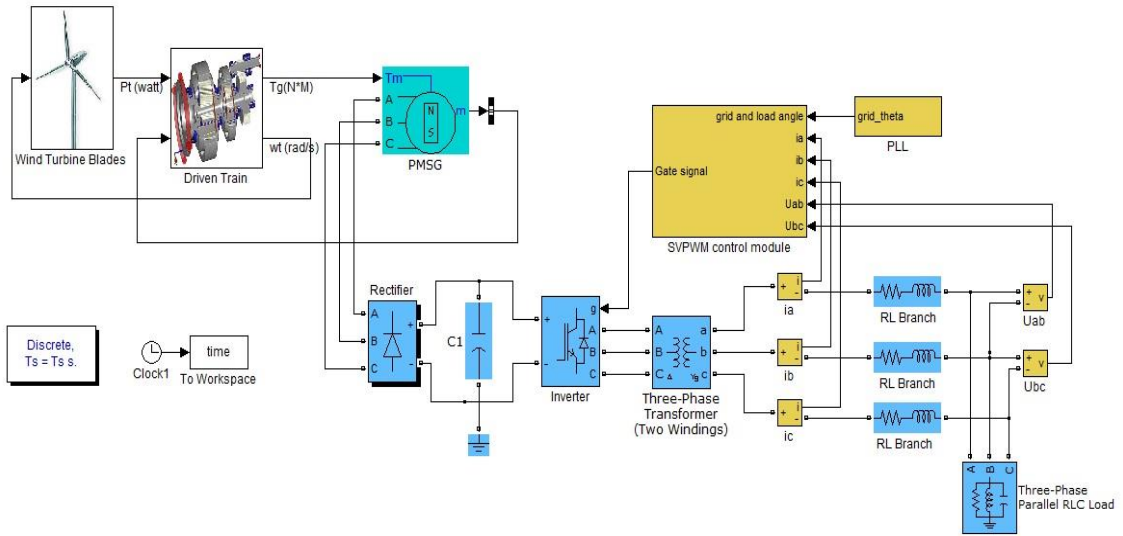 Pt (watt)
Wind Turbine Blades
Tg(N*M)
wt (rad/s)
Driven Train
Tm
A
B
C
m
N
S
PMSG
grid and load angle
ia
ib
ic
Uab
Ubc
Gate signal
SVPWM control module
grid_theta
PLL
Discrete,
Ts = Ts s.
Clock1
time
To Workspace
Rectifier
A
B
C
+
-
C1
+
-
g
A
B
C
Inverter
A
B
C
a
b
c
Δ
Yg
Three-Phase
Transformer
(Two Windings)
+
-
i
ia
+
-
i
ib
+
-
i
ic
RL Branch
RL Branch
RL Branch
+
-
v
Uab
+
-
v
Ubc
A
B
C
Three-Phase
Parallel RLC Load